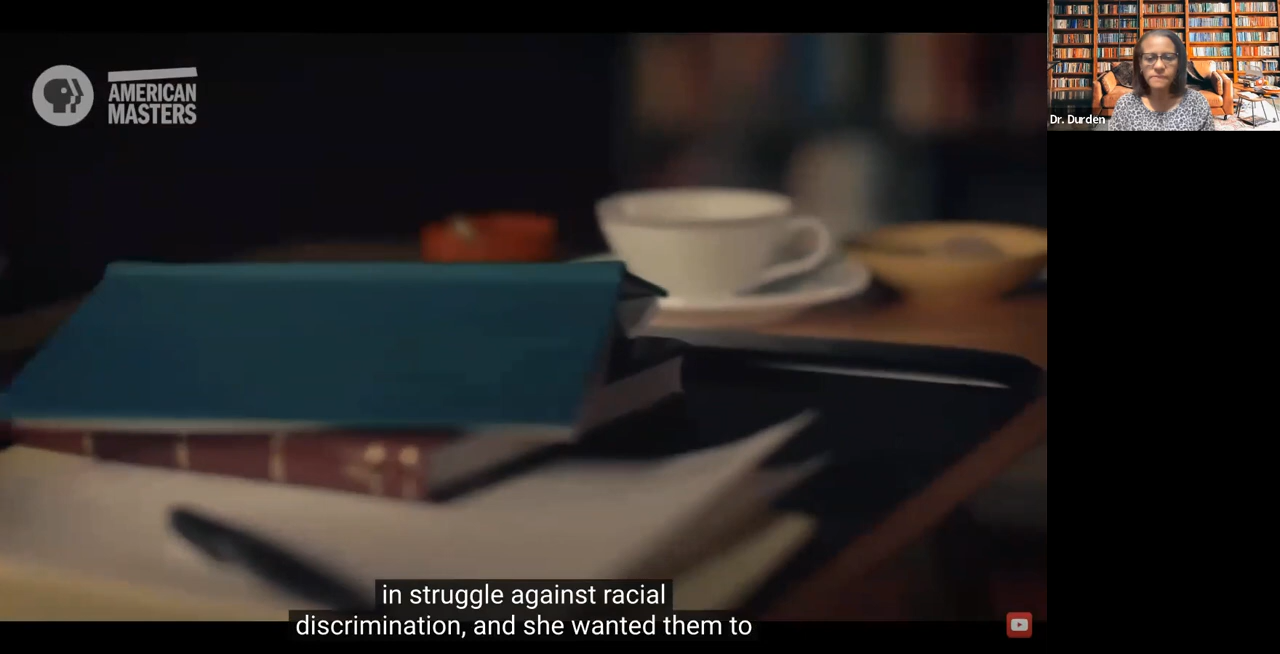 AMERICAN
MASTERS
Dr. Durden
in struggle against racial
discrimination, and she wanted them to